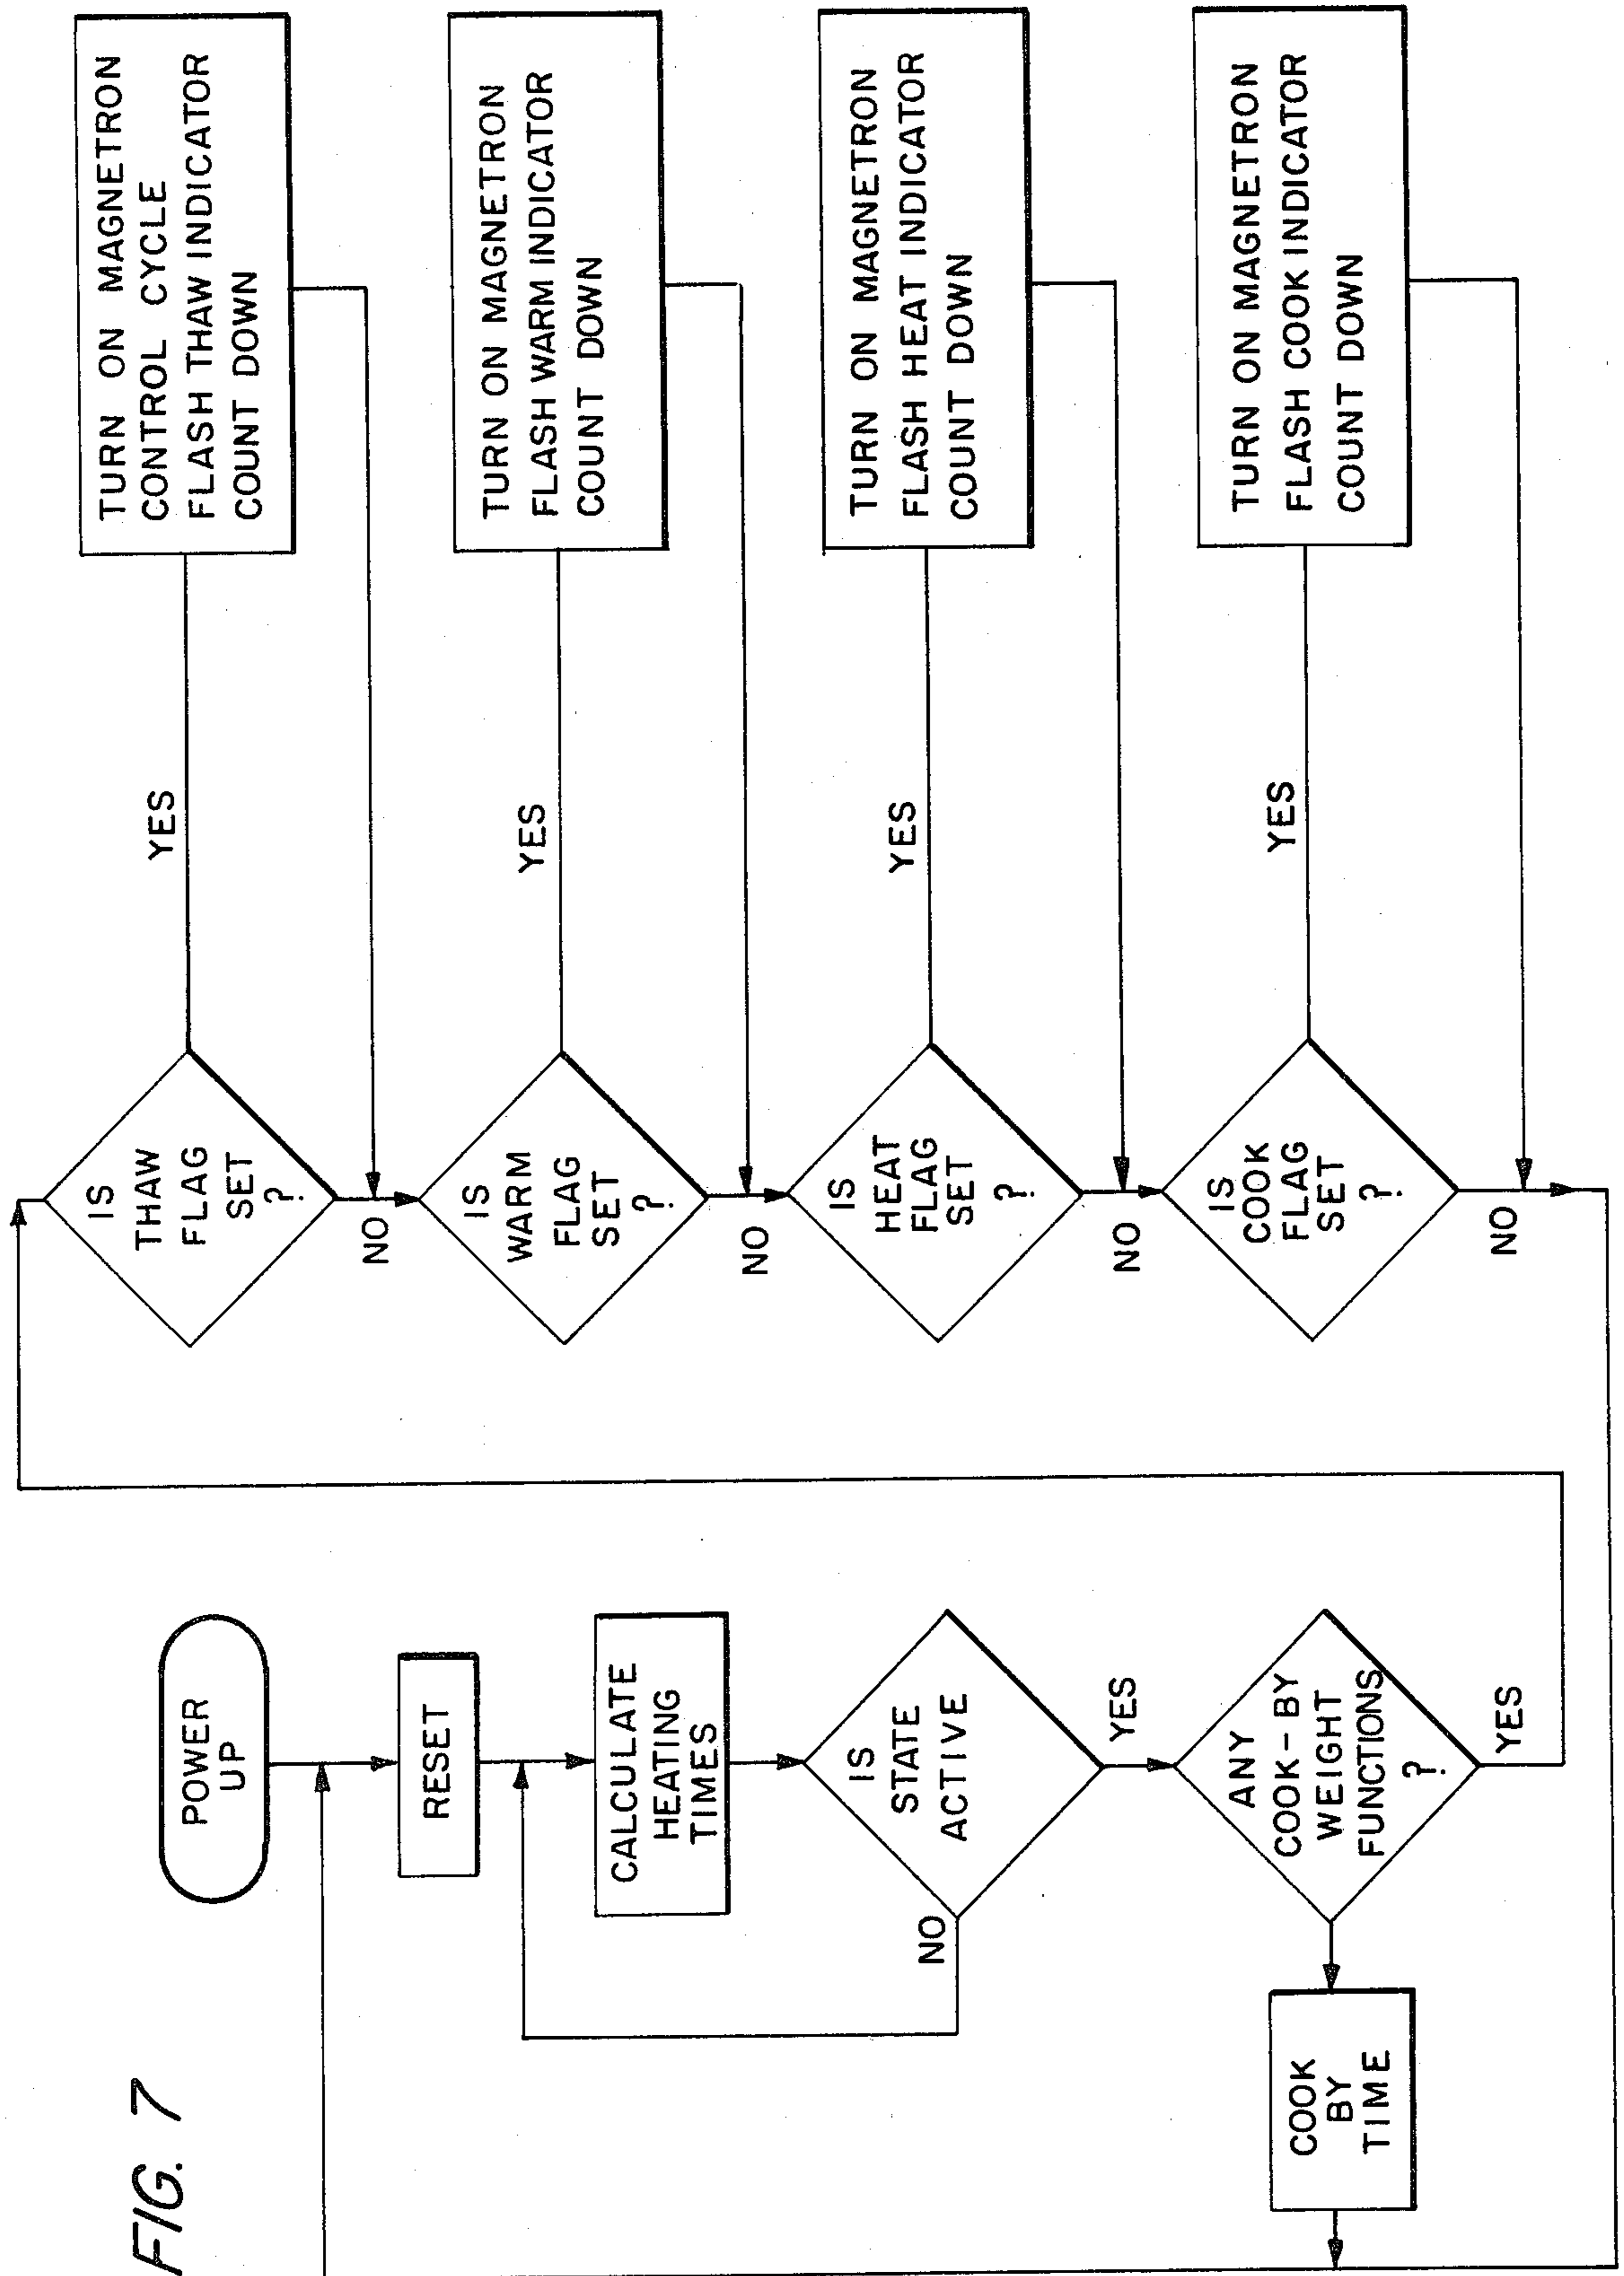 FIG. 7
POWER
UP
RESET
CALCULATE
HEATING
TIMES
IS
STATE
ACTIVE
NO
YES
ANY
COOK-BY
WEIGHT
FUNCTIONS
?
YES
COOK
BY
TIME
IS
THAW
FLAG
SET
?
YES
NO
TURN ON MAGNETRON
CONTROL CYCLE
FLASH THAW INDICATOR
COUNT DOWN
IS
WARM
FLAG
SET
?
YES
NO
TURN ON MAGNETRON
FLASH WARM INDICATOR
COUNT DOWN
IS
HEAT
FLAG
SET
?
YES
NO
TURN ON MAGNETRON
FLASH HEAT INDICATOR
COUNT DOWN
IS
COOK
FLAG
SET
?
YES
NO
TURN ON MAGNETRON
FLASH COOK INDICATOR
COUNT DOWN